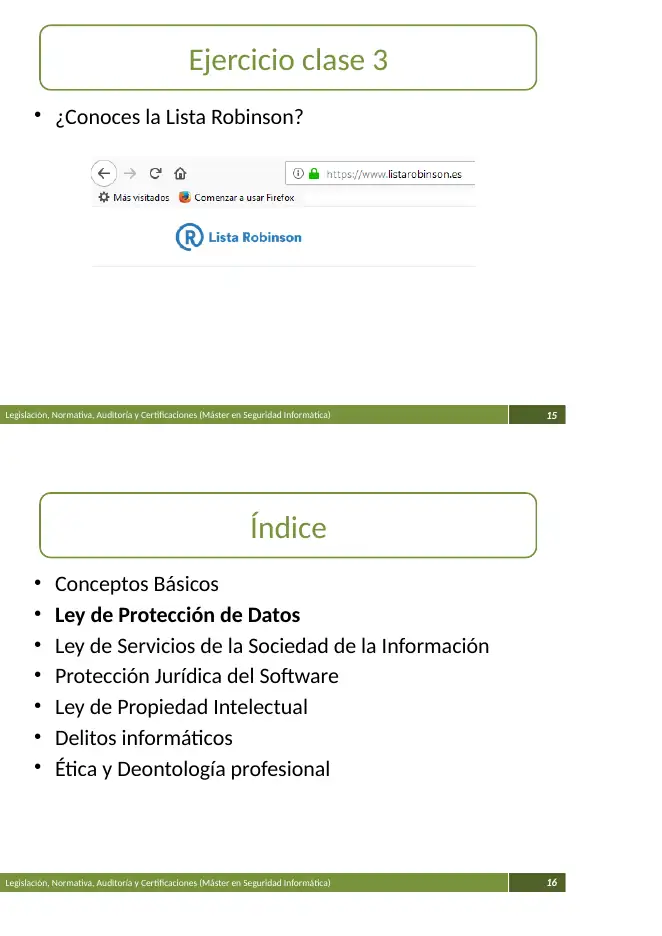 Ejercicio clase 3
• ¿Conoces la Lista Robinson?
https://www.listarobinson.es
Más visitados Comenzar a usar Firefox
R Lista Robinson
Legislación, Normativa, Auditoría y Certificaciones (Máster en Seguridad Informática) 15
Índice
• Conceptos Básicos
• Ley de Protección de Datos
• Ley de Servicios de la Sociedad de la Información
• Protección Jurídica del Software
• Ley de Propiedad Intelectual
• Delitos informáticos
• Ética y Deontología profesional
Legislación, Normativa, Auditoría y Certificaciones (Máster en Seguridad Informática) 16